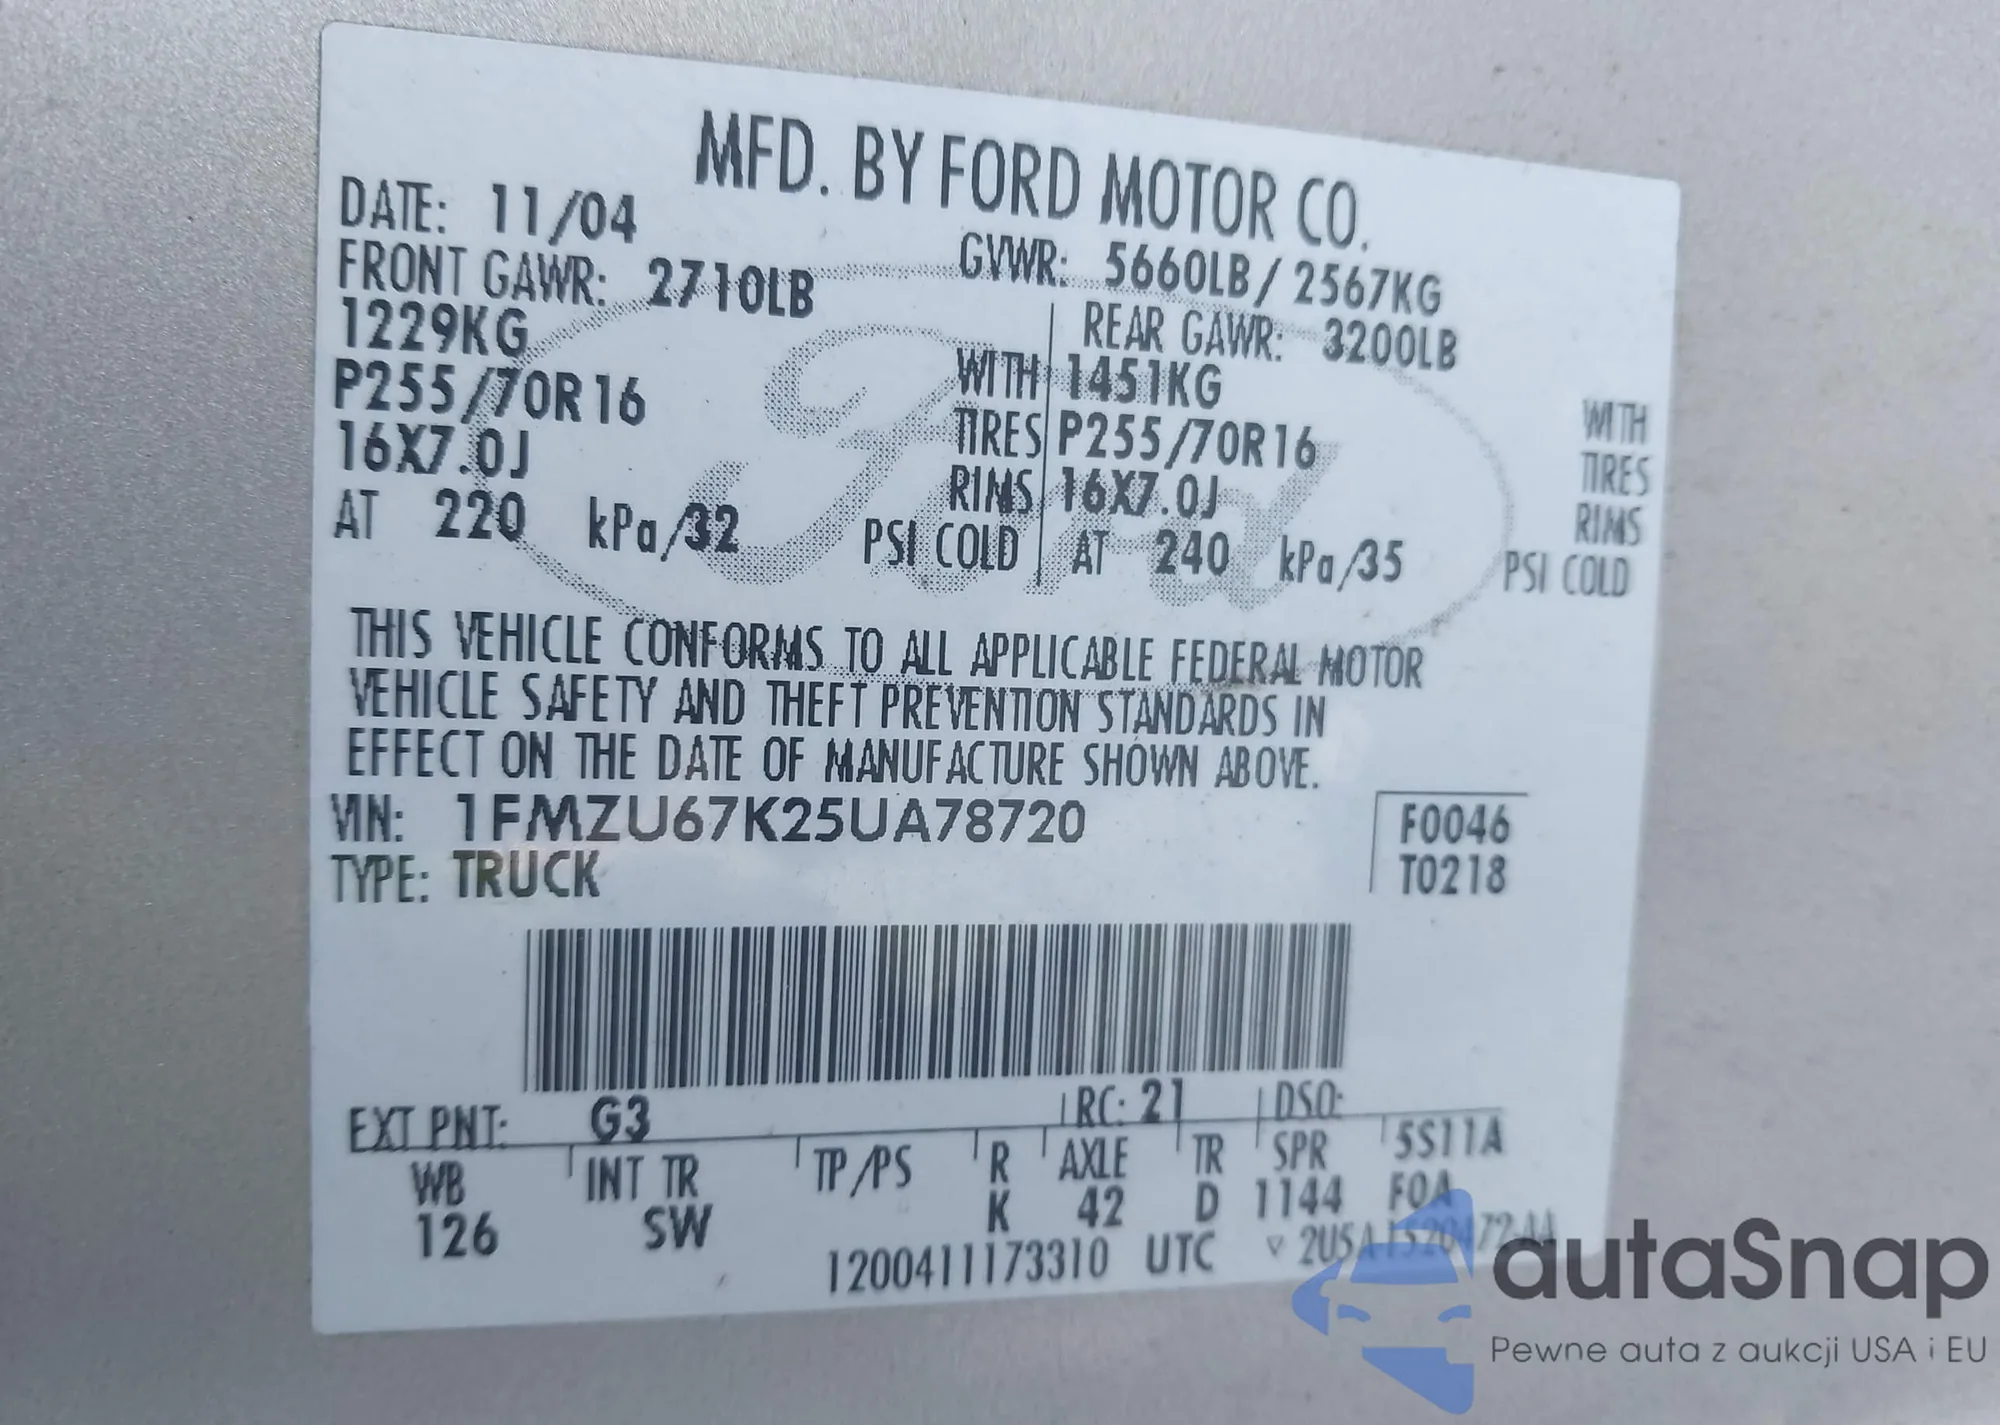 MFD. BY FORD MOTOR CO.
DATE: 11/04
GVWR: 5660LB/ 2567KG
FRONT GAWR: 2710LB
REAR GAWR: 3200LB
1229KG WITH
1451KG WITH
P255/70R16 TIRES
P255/70R16 TIRES
16X7.0J RIMS
16X7.0J RIMS
AT 220 kPa/32 PSI COLD
AT 240 kPa/35 PSI COLD
Ford
THIS VEHICLE CONFORMS TO ALL APPLICABLE FEDERAL MOTOR
VEHICLE SAFETY AND THEFT PREVENTION STANDARDS IN
EFFECT ON THE DATE OF MANUFACTURE SHOWN ABOVE.
VIN: 1FMZU67K25UA78720
F0046
TYPE: TRUCK
T0218
EXT PNT: G3 RC: 21 DSO:
WB INT TR TP/PS R AXLE TR SPR 5S11A
126 SW K 42 D 1144 FOA
1200411173310 UTC
autaSnap
Pewne auta z aukcji USA i EU